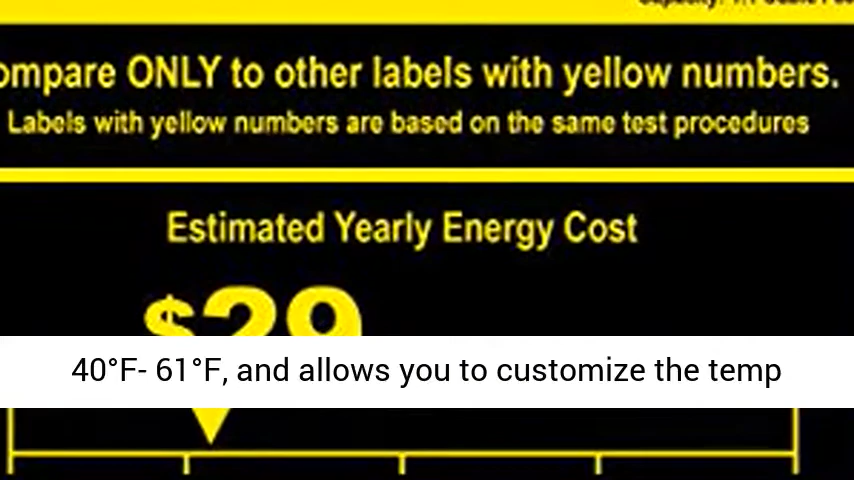 ompare ONLY to other labels with yellow numbers.
Labels with yellow numbers are based on the same test procedures
Estimated Yearly Energy Cost
$29
40°F- 61°F, and allows you to customize the temp